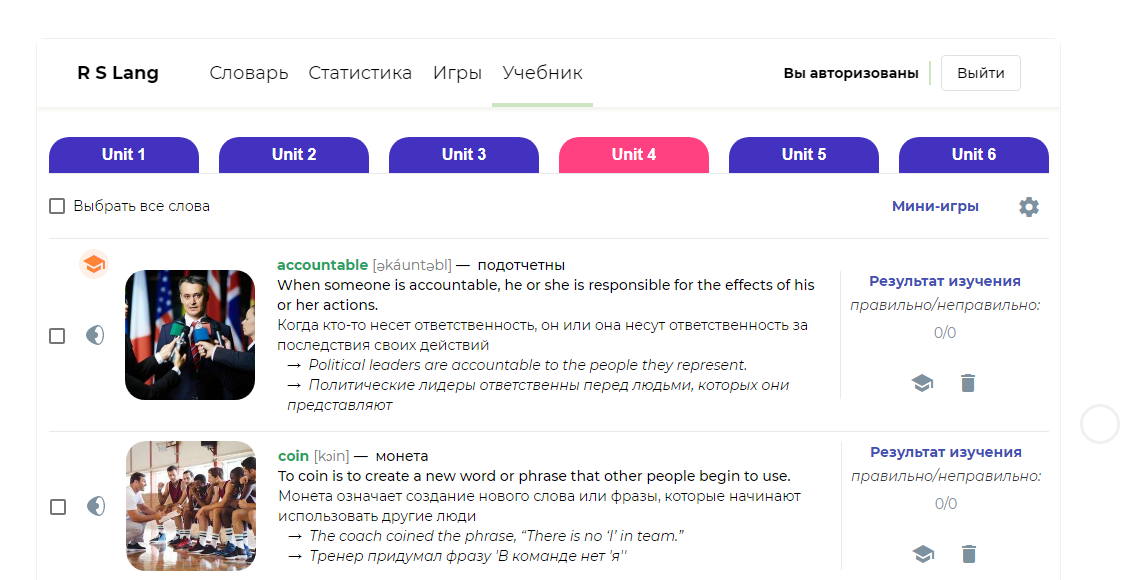 R S Lang Словарь Статистика Игры Учебник Вы авторизованы Выйти
Unit 1 Unit 2 Unit 3 Unit 4 Unit 5 Unit 6
Выбрать все слова Мини-игры
accountable [əkáuntəbl] — подотчетны
When someone is accountable, he or she is responsible for the effects of his
or her actions.
Когда кто-то несет ответственность, он или она несут ответственность за
последствия своих действий
→ Political leaders are accountable to the people they represent.
→ Политические лидеры ответственны перед людьми, которых они
представляют
Результат изучения
правильно/неправильно:
0/0
coin [kɔin] — монета
To coin is to create a new word or phrase that other people begin to use.
Монета означает создание нового слова или фразы, которые начинают
использовать другие люди
→ The coach coined the phrase, “There is no ‘I’ in team.”
→ Тренер придумал фразу 'В команде нет 'я''
Результат изучения
правильно/неправильно:
0/0